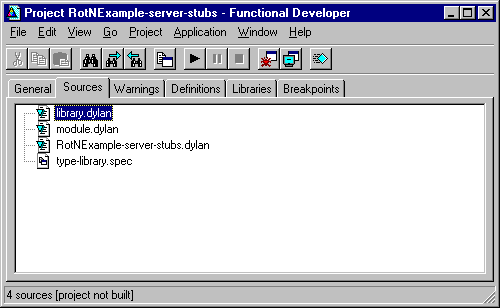 Project RotNExample-server-stubs - Functional Developer
File Edit View Go Project Application Window Help
General Sources Warnings Definitions Libraries Breakpoints
library.dylan
module.dylan
RotNExample-server-stubs.dylan
type-library.spec
4 sources [project not built]